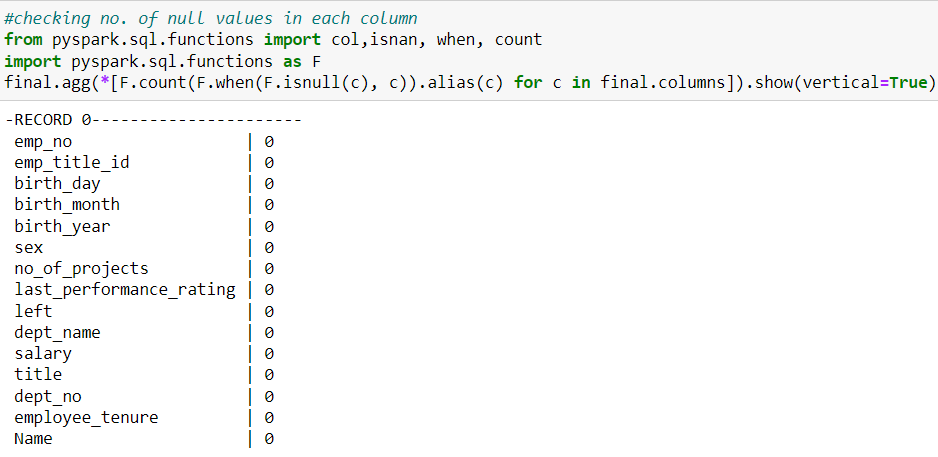 #checking no. of null values in each column
from pyspark.sql.functions import col,isnan, when, count
import pyspark.sql.functions as F
final.agg(*[F.count(F.when(F.isnull(c), c)).alias(c) for c in final.columns]).show(vertical=True)
-RECORD 0----------------------
emp_no | 0
emp_title_id | 0
birth_day | 0
birth_month | 0
birth_year | 0
sex | 0
no_of_projects | 0
last_performance_rating | 0
left | 0
dept_name | 0
salary | 0
title | 0
dept_no | 0
employee_tenure | 0
Name | 0